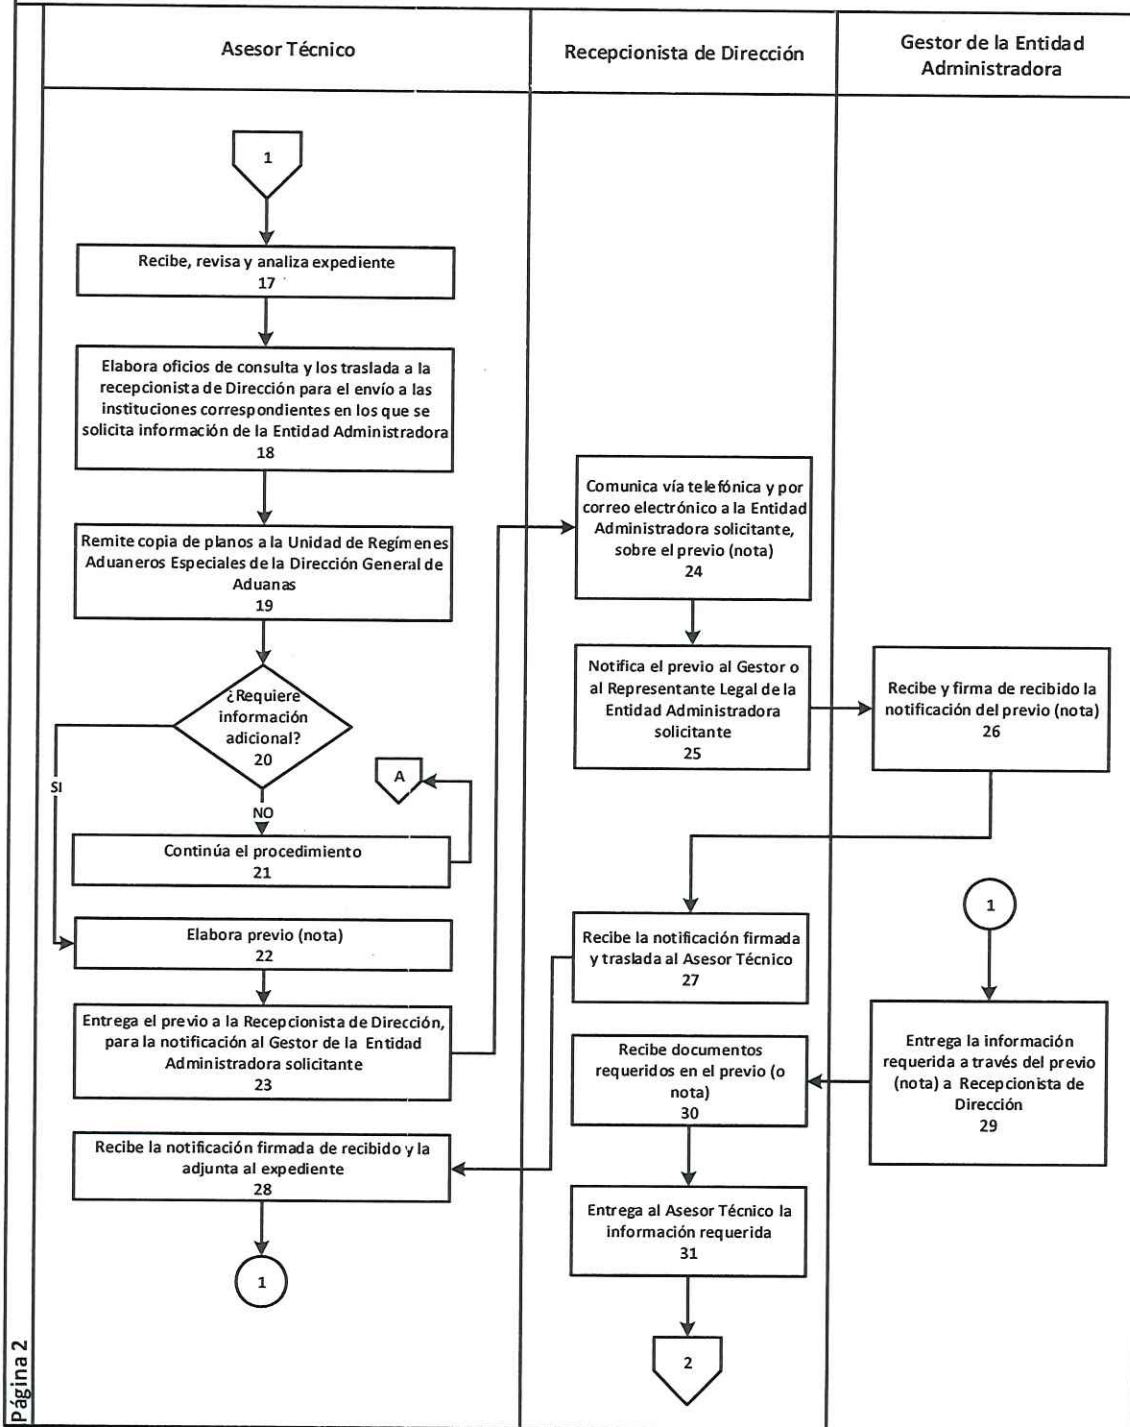 Asesor Técnico
Recepcionista de Dirección
Gestor de la Entidad
Administradora
1
Recibe, revisa y analiza expediente
17
Elabora oficios de consulta y los traslada a la
recepcionista de Dirección para el envío a las
instituciones correspondientes en los que se
solicita información de la Entidad Administradora
18
Remite copia de planos a la Unidad de Regímenes
Aduaneros Especiales de la Dirección General de
Aduanas
19
¿Requiere
información
adicional?
20
SI
NO
A
Continúa el procedimiento
21
Elabora previo (nota)
22
Entrega el previo a la Recepcionista de Dirección,
para la notificación al Gestor de la Entidad
Administradora solicitante
23
Comunica vía telefónica y por
correo electrónico a la Entidad
Administradora solicitante,
sobre el previo (nota)
24
Notifica el previo al Gestor o
al Representante Legal de la
Entidad Administradora
solicitante
25
Recibe y firma de recibido la
notificación del previo (nota)
26
Recibe la notificación firmada
y traslada al Asesor Técnico
27
Recibe la notificación firmada de recibido y la
adjunta al expediente
28
1
1
Entrega la información
requerida a través del previo
(nota) a Recepcionista de
Dirección
29
Recibe documentos
requeridos en el previo (o
nota)
30
Entrega al Asesor Técnico la
información requerida
31
2
Página 2